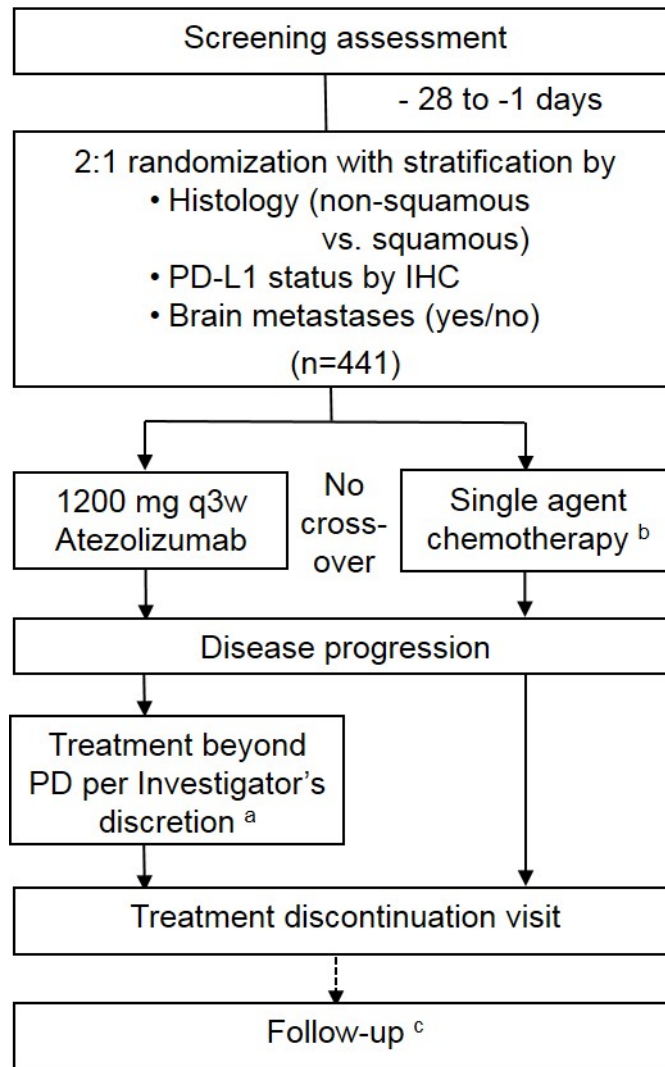 Screening assessment
- 28 to -1 days
2:1 randomization with stratification by
• Histology (non-squamous
vs. squamous)
• PD-L1 status by IHC
• Brain metastases (yes/no)
(n=441)
1200 mg q3w
Atezolizumab
No
cross-
over
Single agent
chemotherapy b
Disease progression
Treatment beyond
PD per Investigator’s
discretion a
Treatment discontinuation visit
Follow-up c